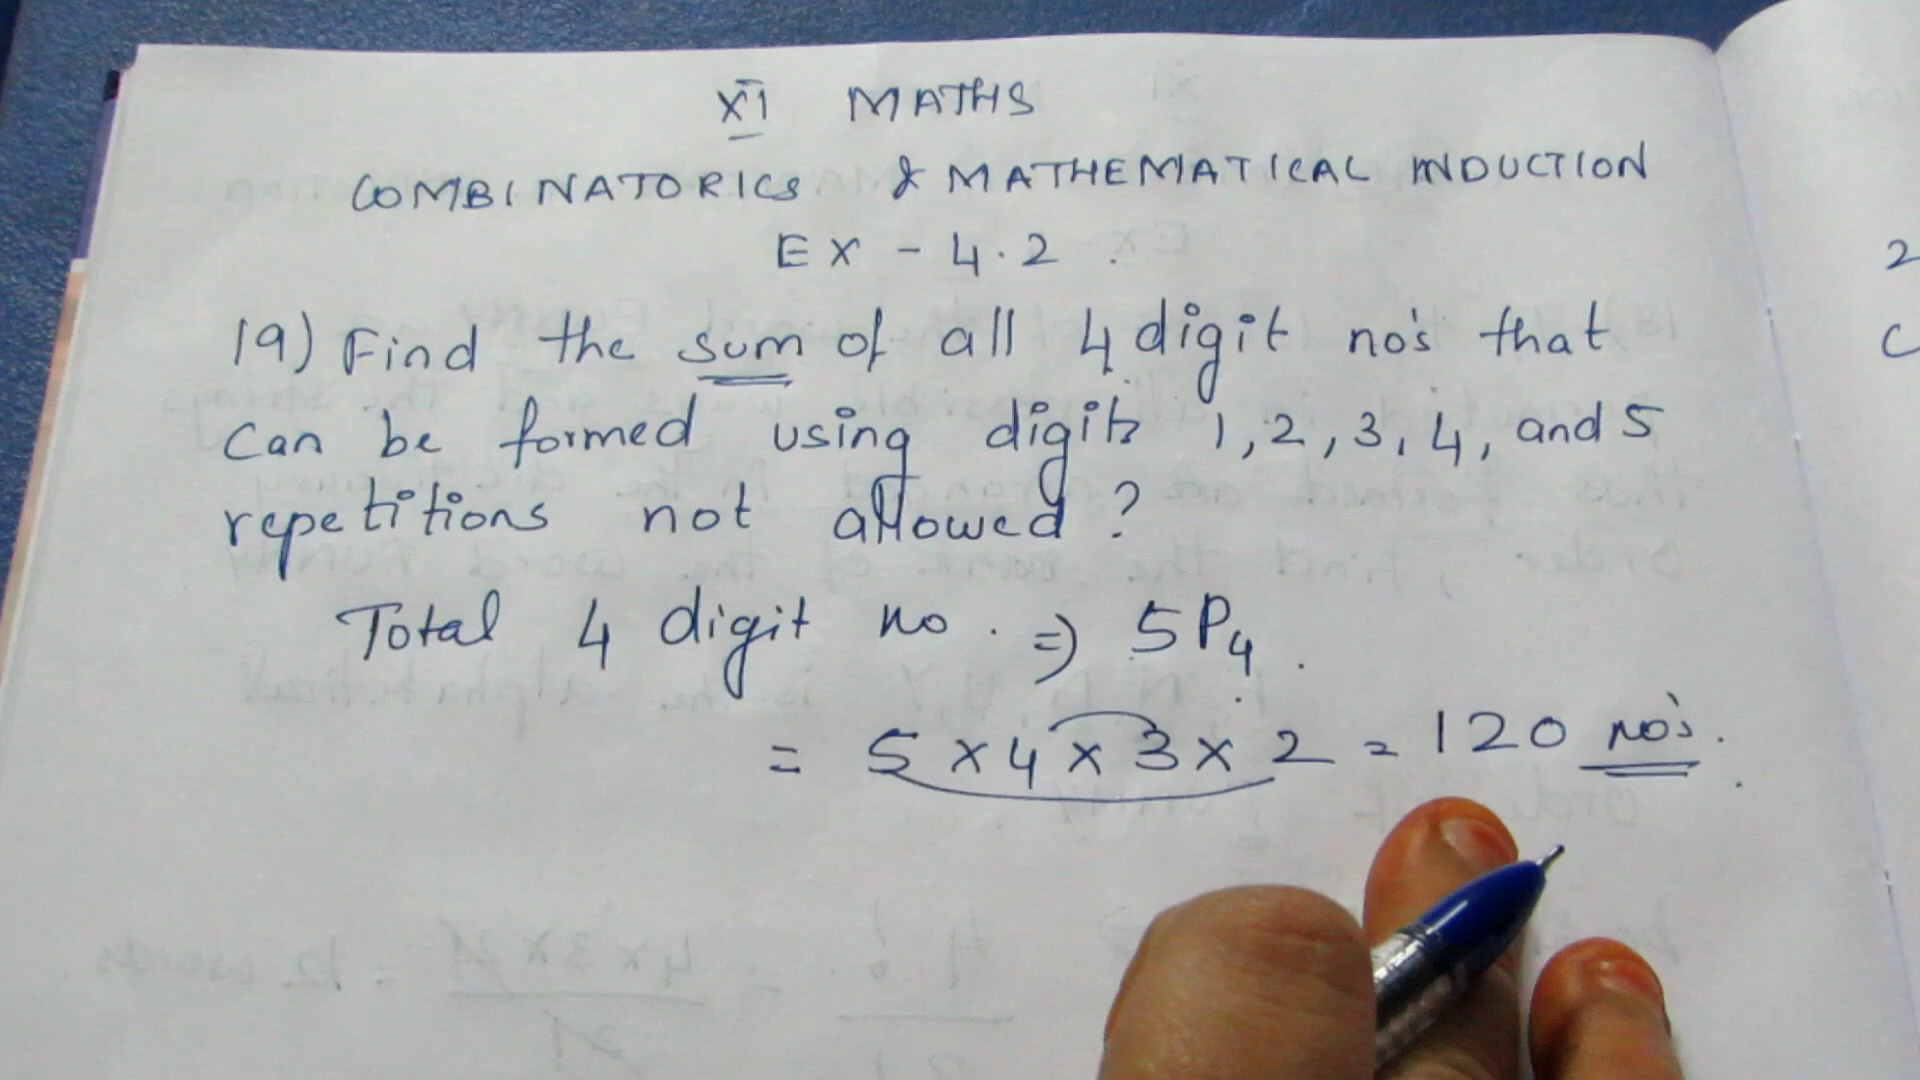 XI MATHS
COMBINATORICS & MATHEMATICAL INDUCTION
EX - 4.2
19) Find the sum of all 4 digit no's that
can be formed using digits 1, 2, 3, 4, and 5
repetitions not allowed ?
Total 4 digit no. ⇒ 5P₄.
= 5 × 4 × 3 × 2 = 120 no's.
2
C